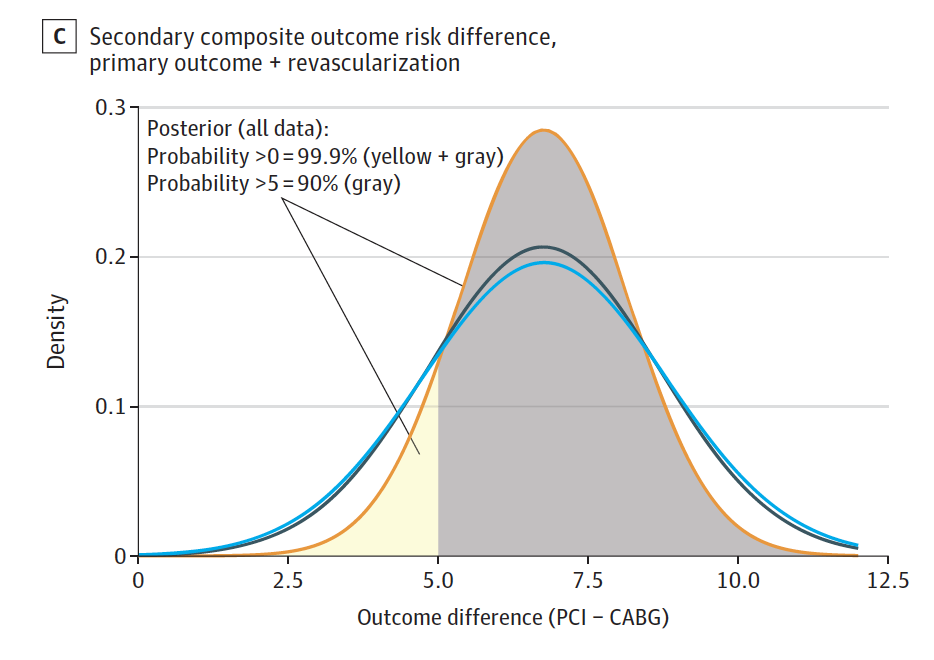 C Secondary composite outcome risk difference,
primary outcome + revascularization
0.3
Posterior (all data):
Probability >0=99.9% (yellow + gray)
Probability >5=90% (gray)
0.2
Density
0.1
0
0 2.5 5.0 7.5 10.0 12.5
Outcome difference (PCI − CABG)